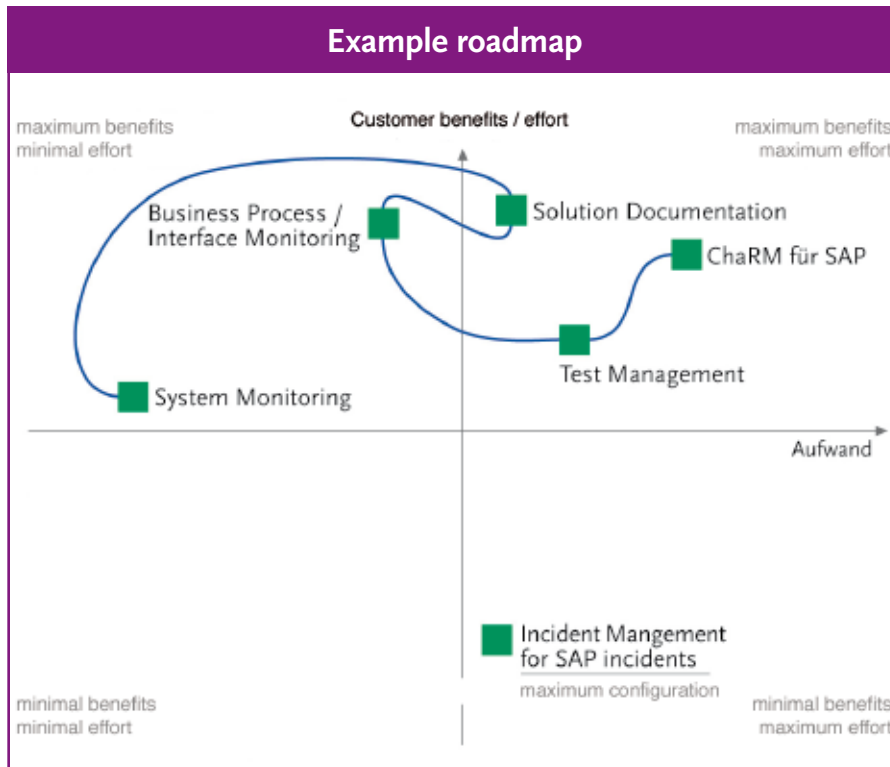 Example roadmap
maximum benefits
minimal effort
Customer benefits / effort
maximum benefits
maximum effort
Business Process /
Interface Monitoring
Solution Documentation
ChaRM für SAP
Test Management
System Monitoring
Aufwand
Incident Mangement
for SAP incidents
maximum configuration
minimal benefits
minimal effort
minimal benefits
maximum effort